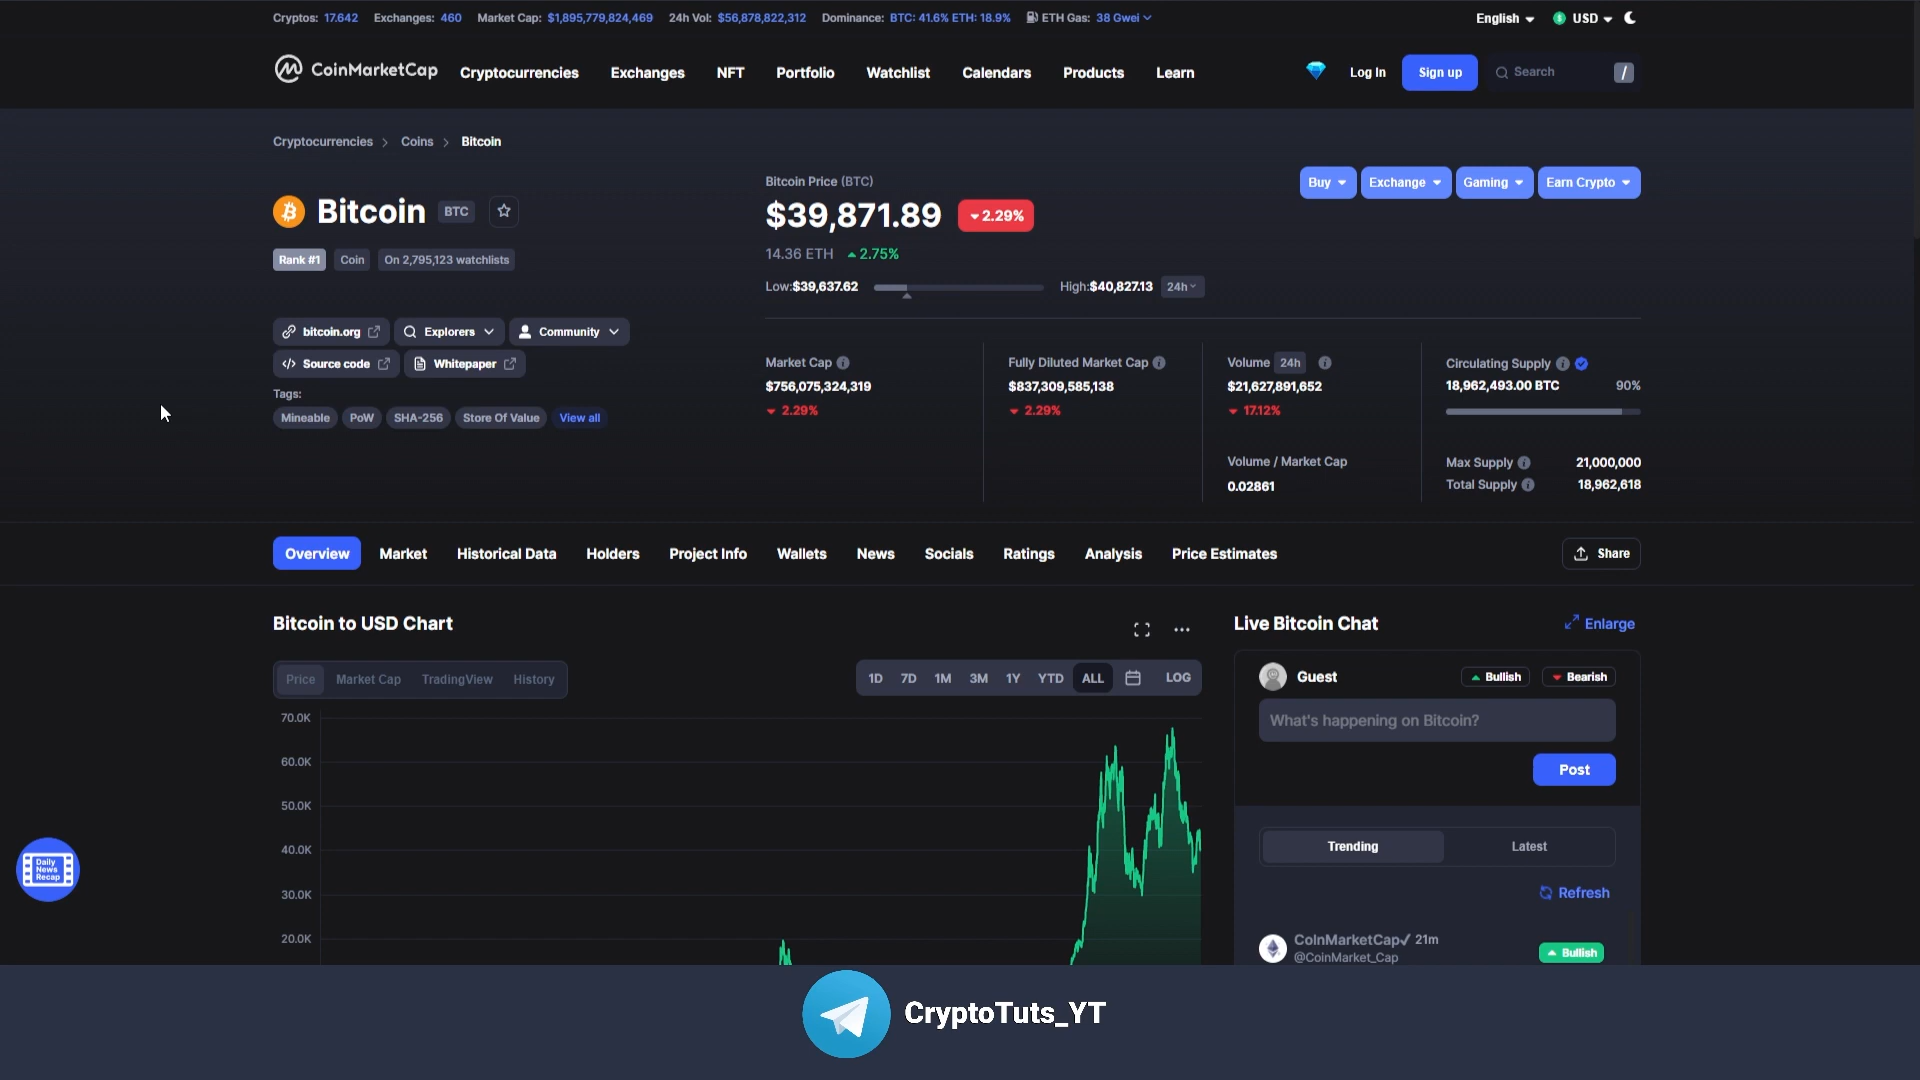 Cryptos: 17.642 Exchanges: 460 Market Cap: $1,895,779,824,469 24h Vol: $56,878,822,312 Dominance: BTC: 41.6% ETH: 18.9% ETH Gas: 38 Gwei English USD
CoinMarketCap Cryptocurrencies Exchanges NFT Portfolio Watchlist Calendars Products Learn Log In Sign up Search /
Cryptocurrencies > Coins > Bitcoin
Bitcoin BTC
Rank #1 Coin On 2,795,123 watchlists
bitcoin.org Explorers Community
Source code Whitepaper
Tags:
Mineable PoW SHA-256 Store Of Value View all
Bitcoin Price (BTC)
$39,871.89 2.29%
14.36 ETH 2.75%
Low:$39,637.62 High:$40,827.13 24h
Buy Exchange Gaming Earn Crypto
Market Cap
$756,075,324,319
2.29%
Fully Diluted Market Cap
$837,309,585,138
2.29%
Volume 24h
$21,627,891,652
17.12%
Volume / Market Cap
0.02861
Circulating Supply
18,962,493.00 BTC 90%
Max Supply 21,000,000
Total Supply 18,962,618
Overview Market Historical Data Holders Project Info Wallets News Socials Ratings Analysis Price Estimates Share
Bitcoin to USD Chart
Price Market Cap TradingView History 1D 7D 1M 3M 1Y YTD ALL LOG
70.0K
60.0K
50.0K
40.0K
30.0K
20.0K
Live Bitcoin Chat Enlarge
Guest Bullish Bearish
What's happening on Bitcoin?
Post
Trending Latest
Refresh
CoinMarketCap✓ 21m
@CoinMarket_Cap
Bullish
Daily
News
Recap
CryptoTuts_YT